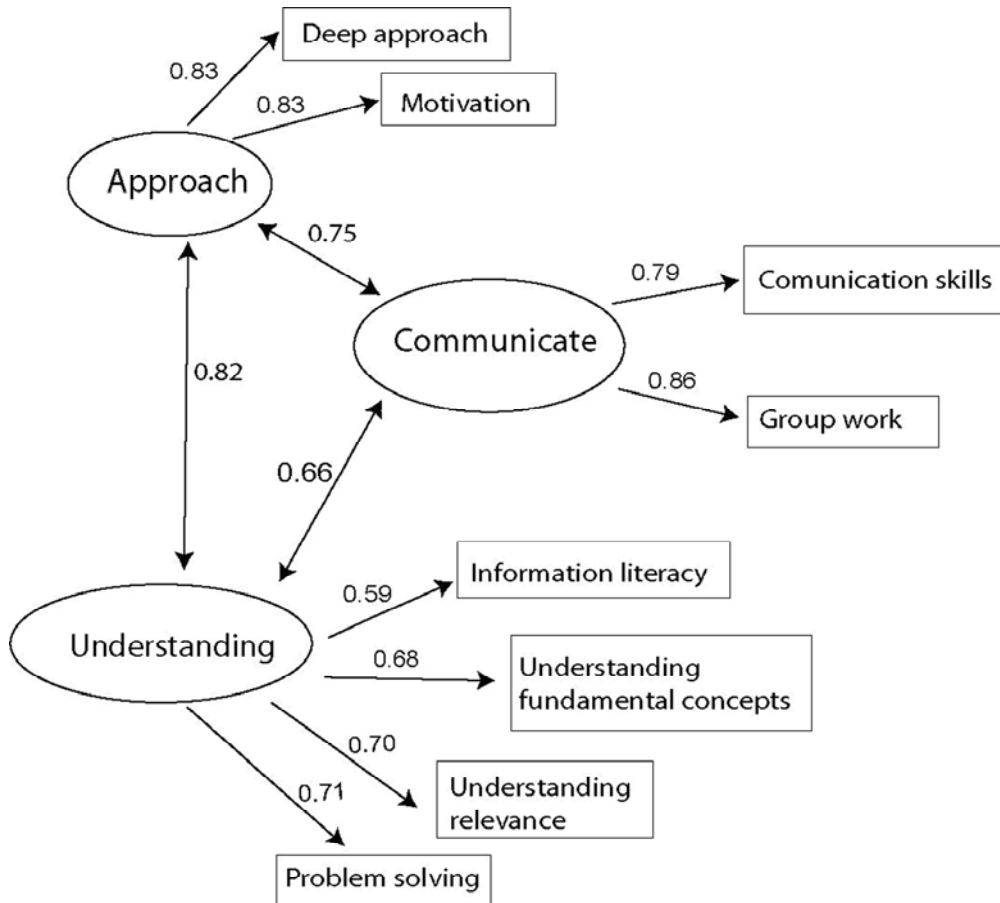 Deep approach
0.83
Motivation
0.83
Approach
0.75
0.79
Comunication skills
Communicate
0.82
0.86
Group work
0.66
Information literacy
0.59
Understanding
0.68
Understanding
fundamental concepts
0.70
Understanding
relevance
0.71
Problem solving